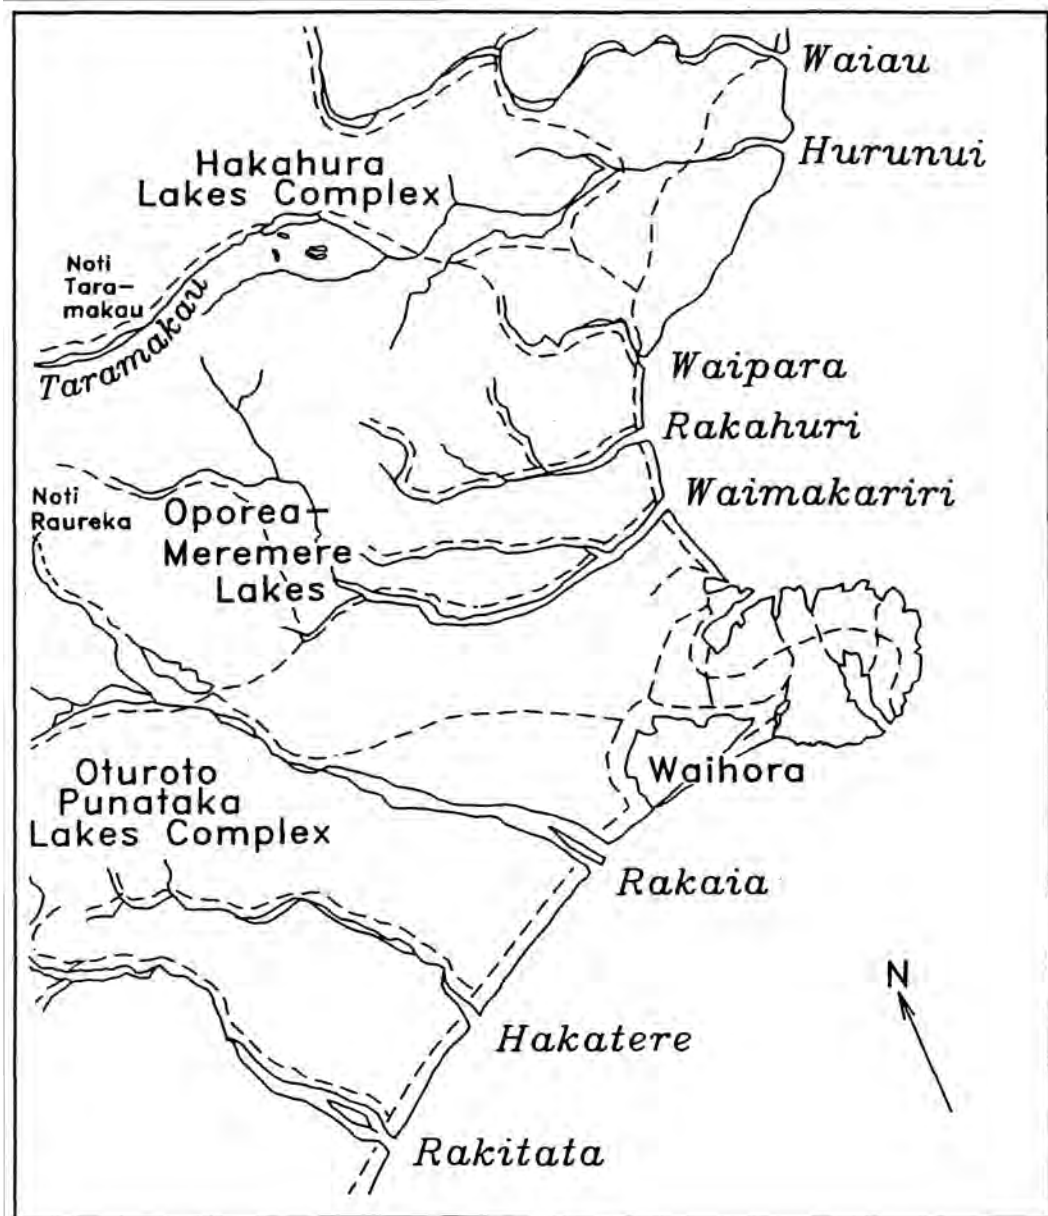 Waiau
Hurunui
Hakahura
Lakes Complex
Noti
Tara-
makau
Taramakau
Waipara
Rakahuri
Waimakariri
Noti
Raureka
Oporea-
Meremere
Lakes
Waihora
Oturoto
Punataka
Lakes Complex
Rakaia
N
Hakatere
Rakitata